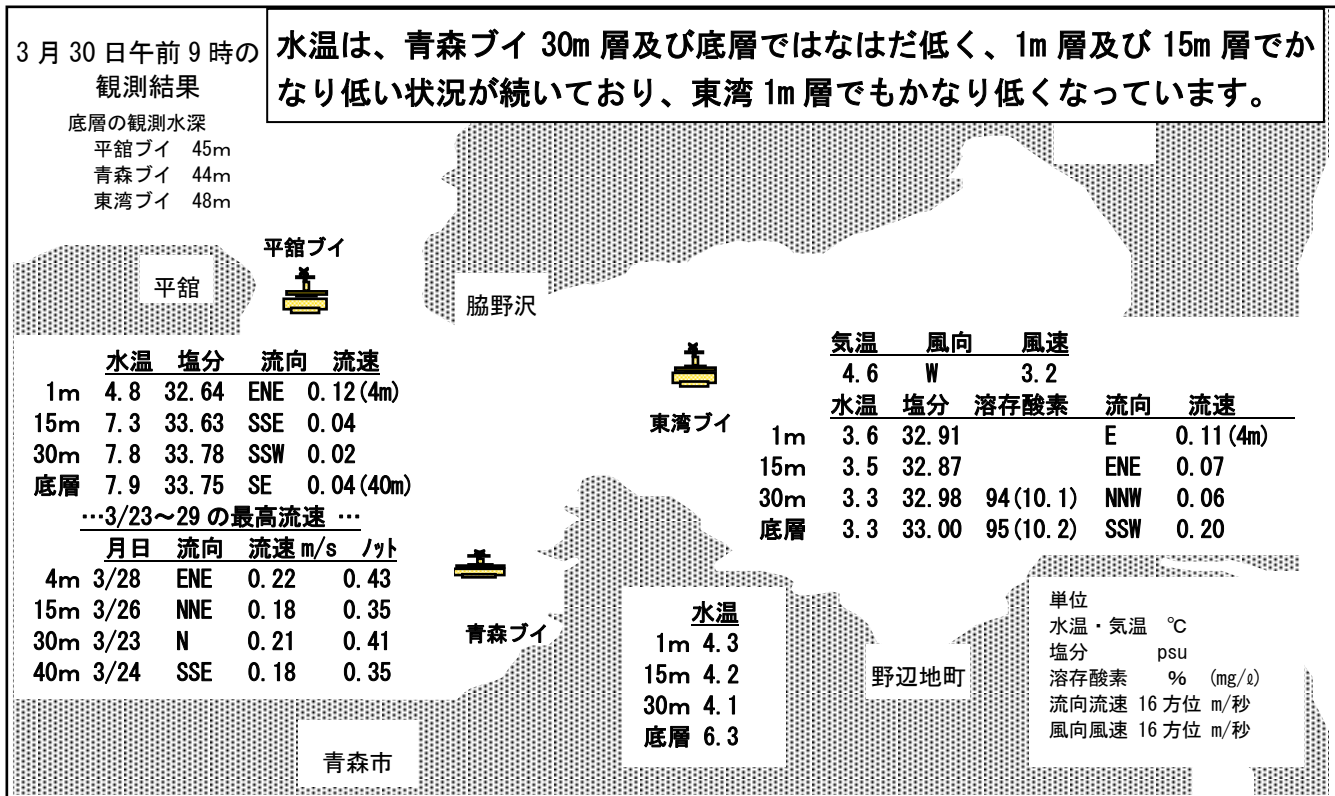 3月30日午前9時の
観測結果
水温は、青森ブイ 30m 層及び底層ではなはだ低く、1m 層及び 15m 層でか
なり低い状況が続いており、東湾 1m 層でもかなり低くなっています。
底層の観測水深
平舘ブイ 45m
青森ブイ 44m
東湾ブイ 48m
平舘ブイ
平舘
脇野沢
水温 塩分 流向 流速
1m 4.8 32.64 ENE 0.12(4m)
15m 7.3 33.63 SSE 0.04
30m 7.8 33.78 SSW 0.02
底層 7.9 33.75 SE 0.04(40m)
…3/23～29 の最高流速 …
月日 流向 流速 m/s ノット
4m 3/28 ENE 0.22 0.43
15m 3/26 NNE 0.18 0.35
30m 3/23 N 0.21 0.41
40m 3/24 SSE 0.18 0.35
東湾ブイ
気温 風向 風速
4.6 W 3.2
水温 塩分 溶存酸素 流向 流速
1m 3.6 32.91 E 0.11(4m)
15m 3.5 32.87 ENE 0.07
30m 3.3 32.98 94(10.1) NNW 0.06
底層 3.3 33.00 95(10.2) SSW 0.20
青森ブイ
水温
1m 4.3
15m 4.2
30m 4.1
底層 6.3
野辺地町
青森市
単位
水温・気温 ℃
塩分 psu
溶存酸素 % (mg/ℓ)
流向流速 16方位 m/秒
風向風速 16方位 m/秒